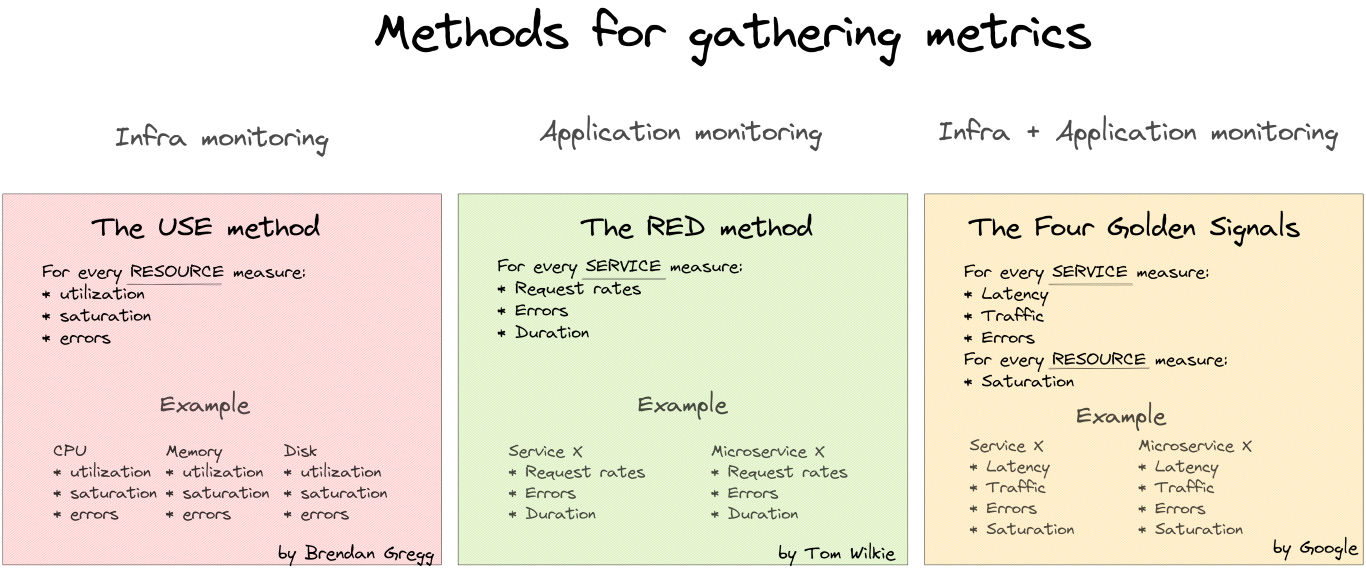 Methods for gathering metrics
Infra monitoring
The USE method
For every RESOURCE measure:
* utilization
* saturation
* errors
Example
CPU
* utilization
* saturation
* errors
Memory
* utilization
* saturation
* errors
Disk
* utilization
* saturation
* errors
by Brendan Gregg
Application monitoring
The RED method
For every SERVICE measure:
* Request rates
* Errors
* Duration
Example
Service X
* Request rates
* Errors
* Duration
Microservice X
* Request rates
* Errors
* Duration
by Tom Wilkie
Infra + Application monitoring
The Four Golden Signals
For every SERVICE measure:
* Latency
* Traffic
* Errors
For every RESOURCE measure:
* Saturation
Example
Service X
* Latency
* Traffic
* Errors
* Saturation
Microservice X
* Latency
* Traffic
* Errors
* Saturation
by Google